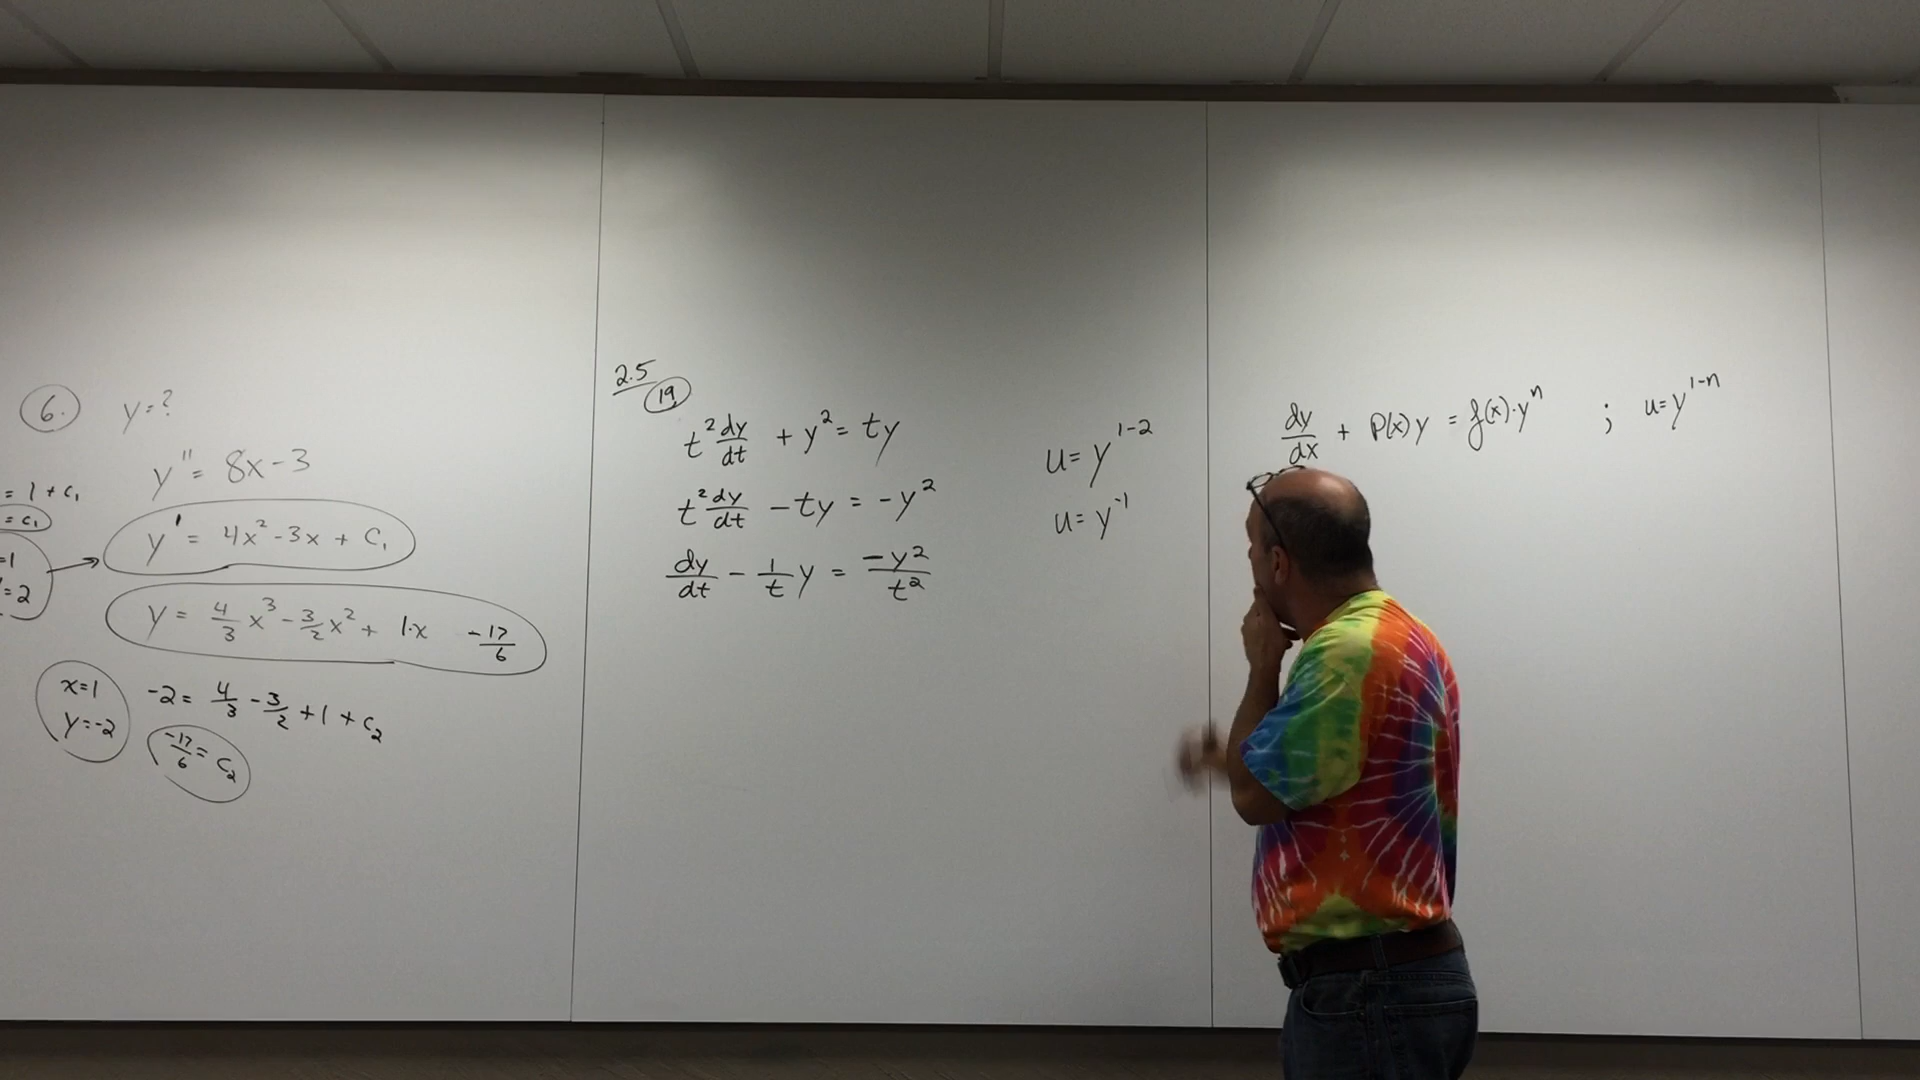 6. y=?
y" = 8x-3
= 1 + c₁
= c₁
y' = 4x²-3x + C₁
=1
=2
y = 4/3 x³ - 3/2 x² + 1·x -17/6
x=1
y=-2
-2 = 4/3 - 3/2 + 1 + c₂
-17/6 = c₂
2.5
19
t² dy/dt + y² = ty
t² dy/dt - ty = -y²
dy/dt - 1/t y = -y²/t²
u = y^(1-2)
u = y^(-1)
dy/dx + P(x)y = f(x)·yⁿ ; u=y^(1-n)